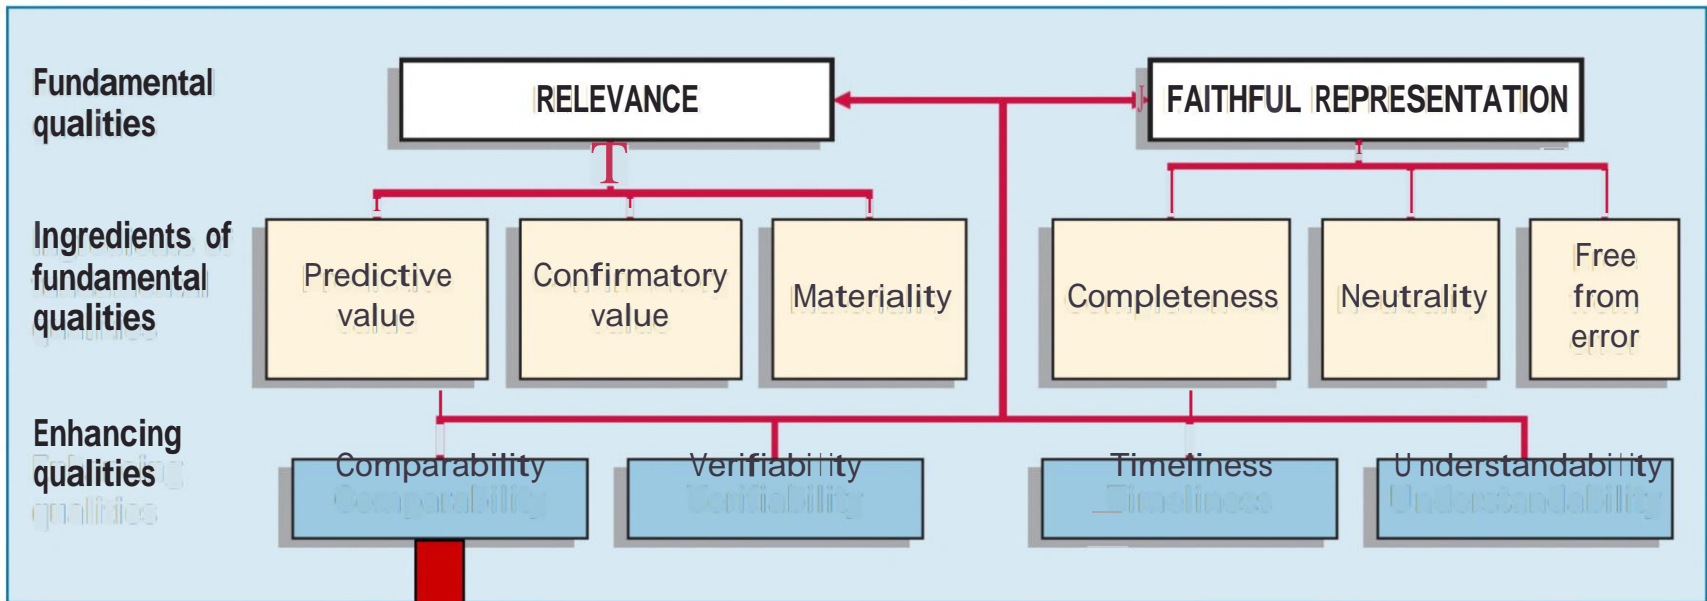 Fundamental
qualities
RELEVANCE
FAITHFUL REPRESENTATION
Ingredients of
fundamental
qualities
Predictive
value
Confirmatory
value
Materiality
Completeness
Neutrality
Free
from
error
Enhancing
qualities
Comparability
Verifiability
Timeliness
Understandability